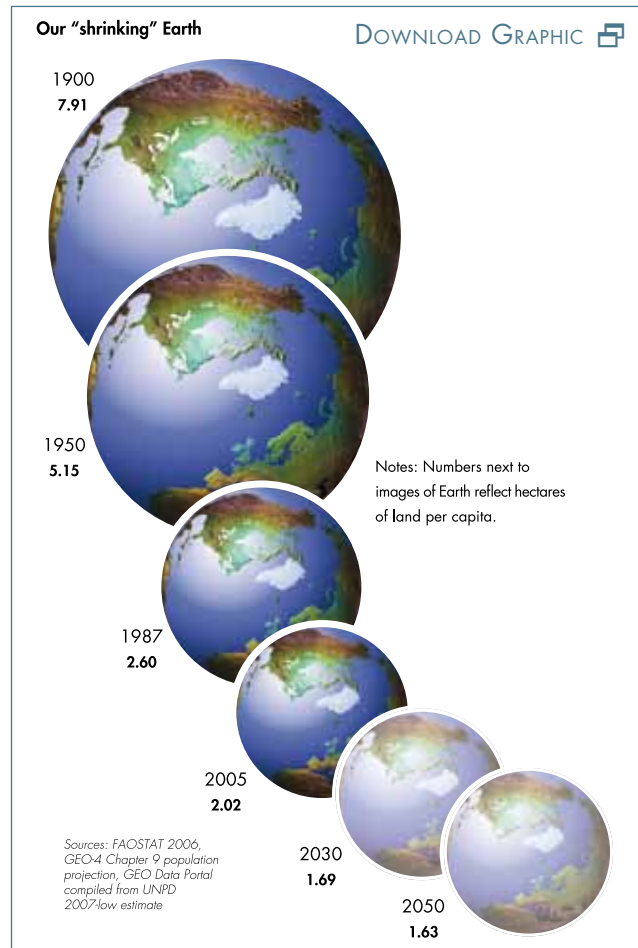 Our "shrinking" Earth
DOWNLOAD GRAPHIC
1900
7.91
1950
5.15
Notes: Numbers next to
images of Earth reflect hectares
of land per capita.
1987
2.60
2005
2.02
Sources: FAOSTAT 2006,
GEO-4 Chapter 9 population
projection, GEO Data Portal
compiled from UNPD
2007-low estimate
2030
1.69
2050
1.63